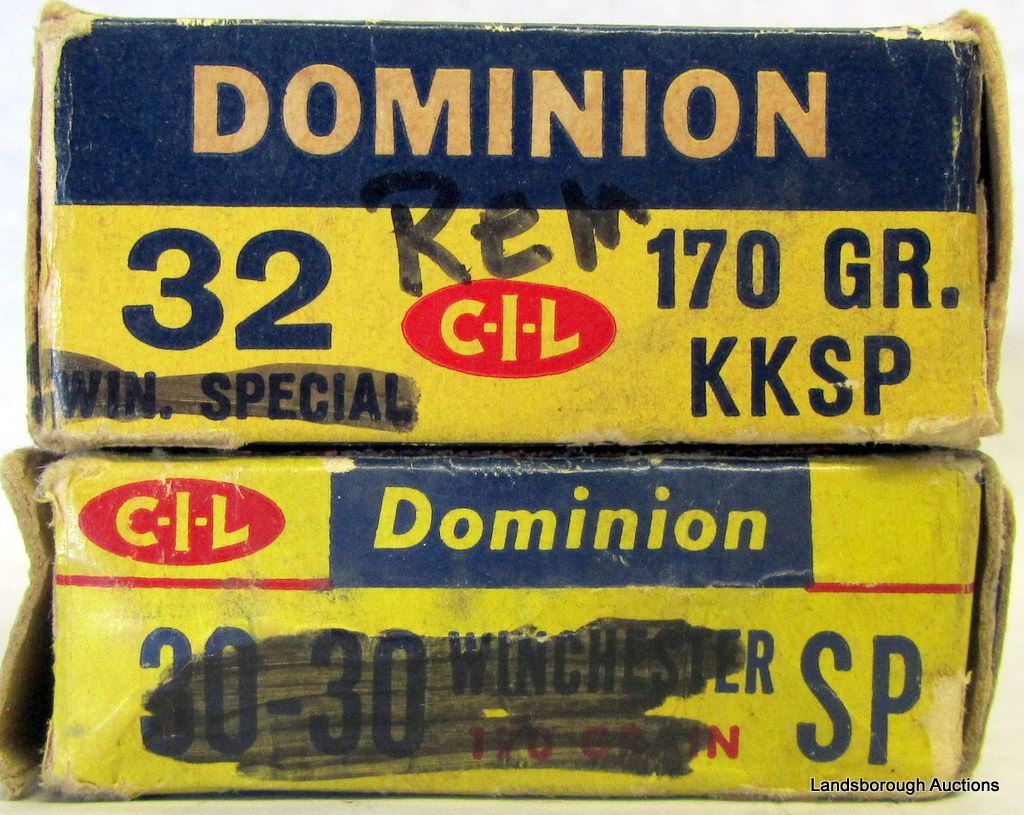 DOMINION
Rem
32
170 GR.
C-I-L
KKSP
WIN. SPECIAL
C-I-L
Dominion
30-30 WINCHESTER SP
170 GRAIN
Landsborough Auctions